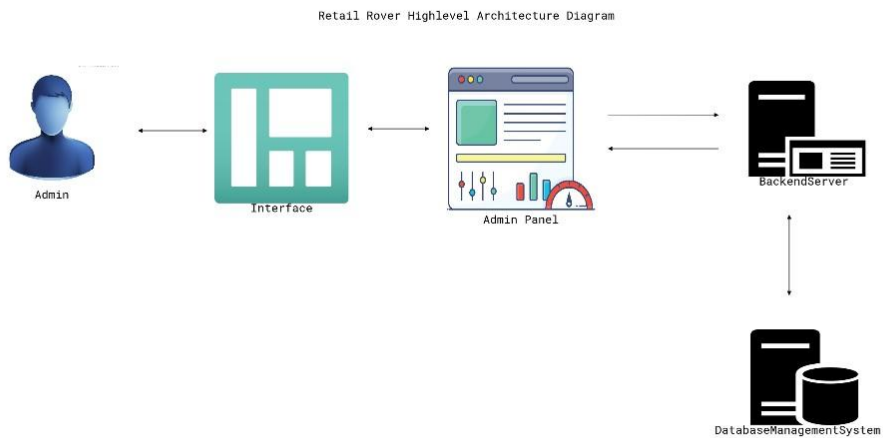 Retail Rover Highlevel Architecture Diagram
Admin
Interface
Admin Panel
BackendServer
DatabaseManagementSystem